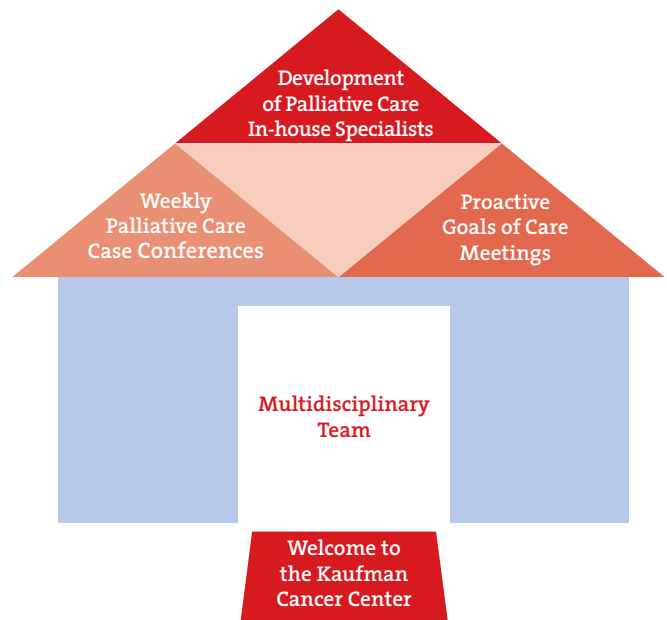 Development
of Palliative Care
In-house Specialists
Weekly
Palliative Care
Case Conferences
Proactive
Goals of Care
Meetings
Multidisciplinary
Team
Welcome to
the Kaufman
Cancer Center